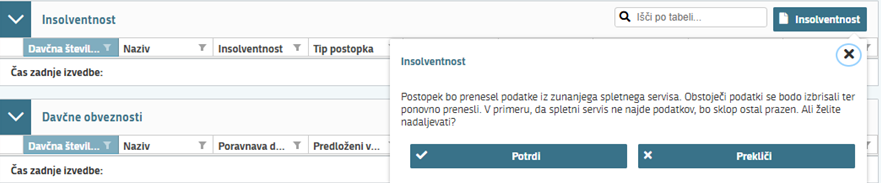 Insolventnost
Išči po tabeli...
Insolventnost
Davčna števil... Naziv Insolventnost Tip postopka
Čas zadnje izvedbe:
Insolventnost
Postopek bo prenesel podatke iz zunanjega spletnega servisa. Obstoječi podatki se bodo izbrisali ter
ponovno prenesli. V primeru, da spletni servis ne najde podatkov, bo sklop ostal prazen. Ali želite
nadaljevati?
Potrdi Prekliči
Davčne obveznosti
Davčna števil... Naziv Poravnava d... Predloženi v...
Čas zadnje izvedbe: